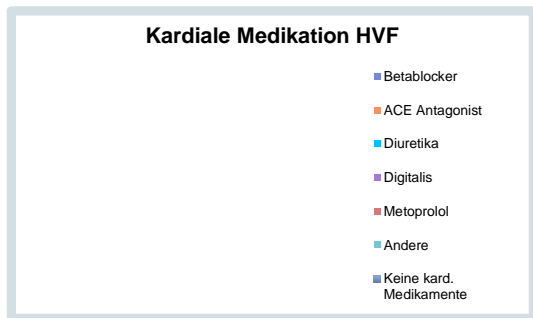 Kardiale Medikation HVF
Betablocker
ACE Antagonist
Diuretika
Digitalis
Metoprolol
Andere
Keine kard.
Medikamente